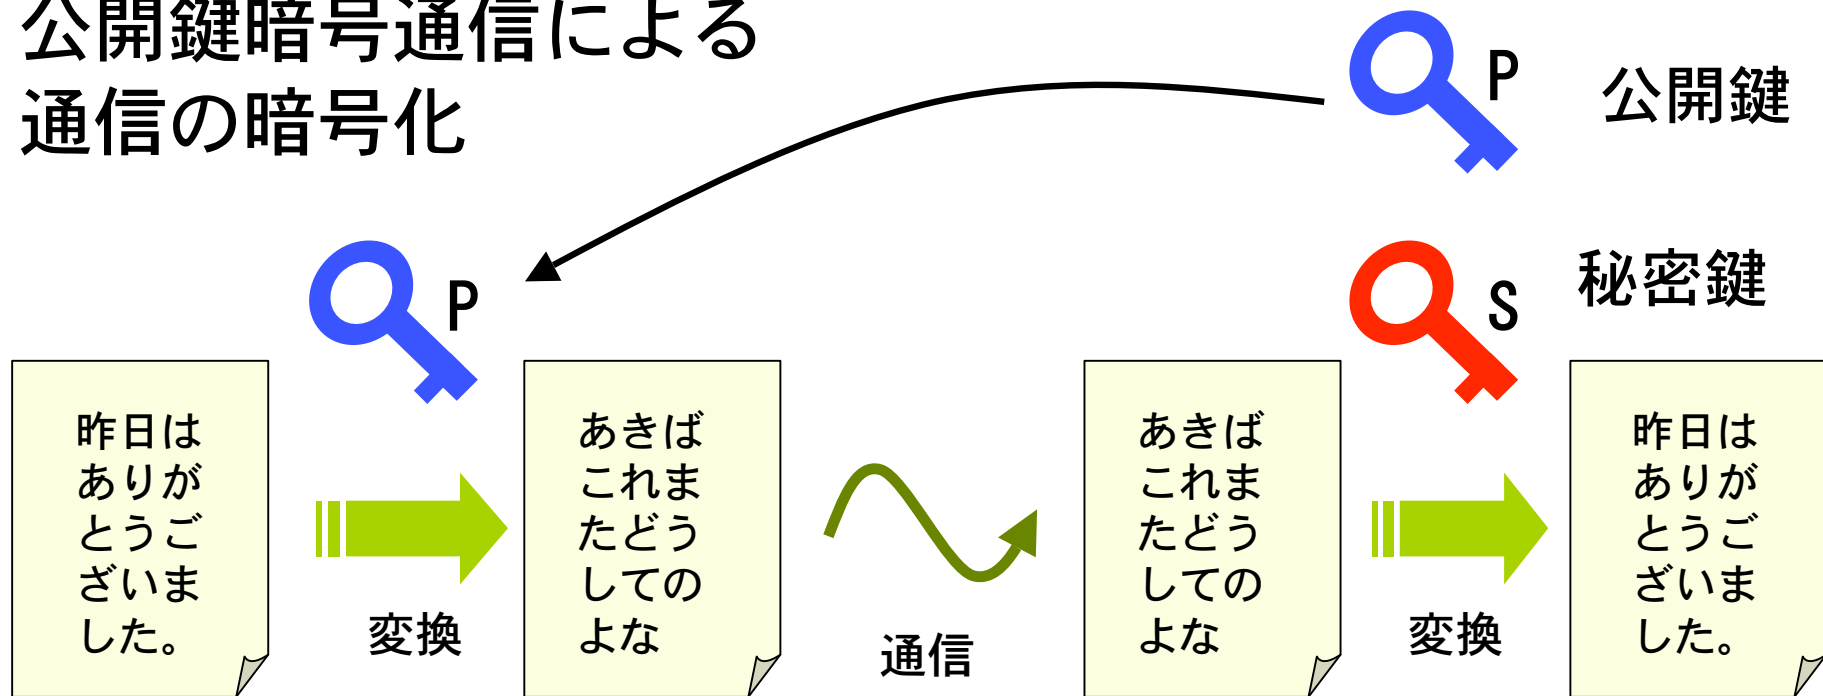 公開鍵暗号通信による
通信の暗号化
P
公開鍵
P
S
秘密鍵
昨日は
ありが
とうご
ざいま
した。
変換
あきば
これま
たどう
しての
よな
通信
あきば
これま
たどう
しての
よな
変換
昨日は
ありが
とうご
ざいま
した。